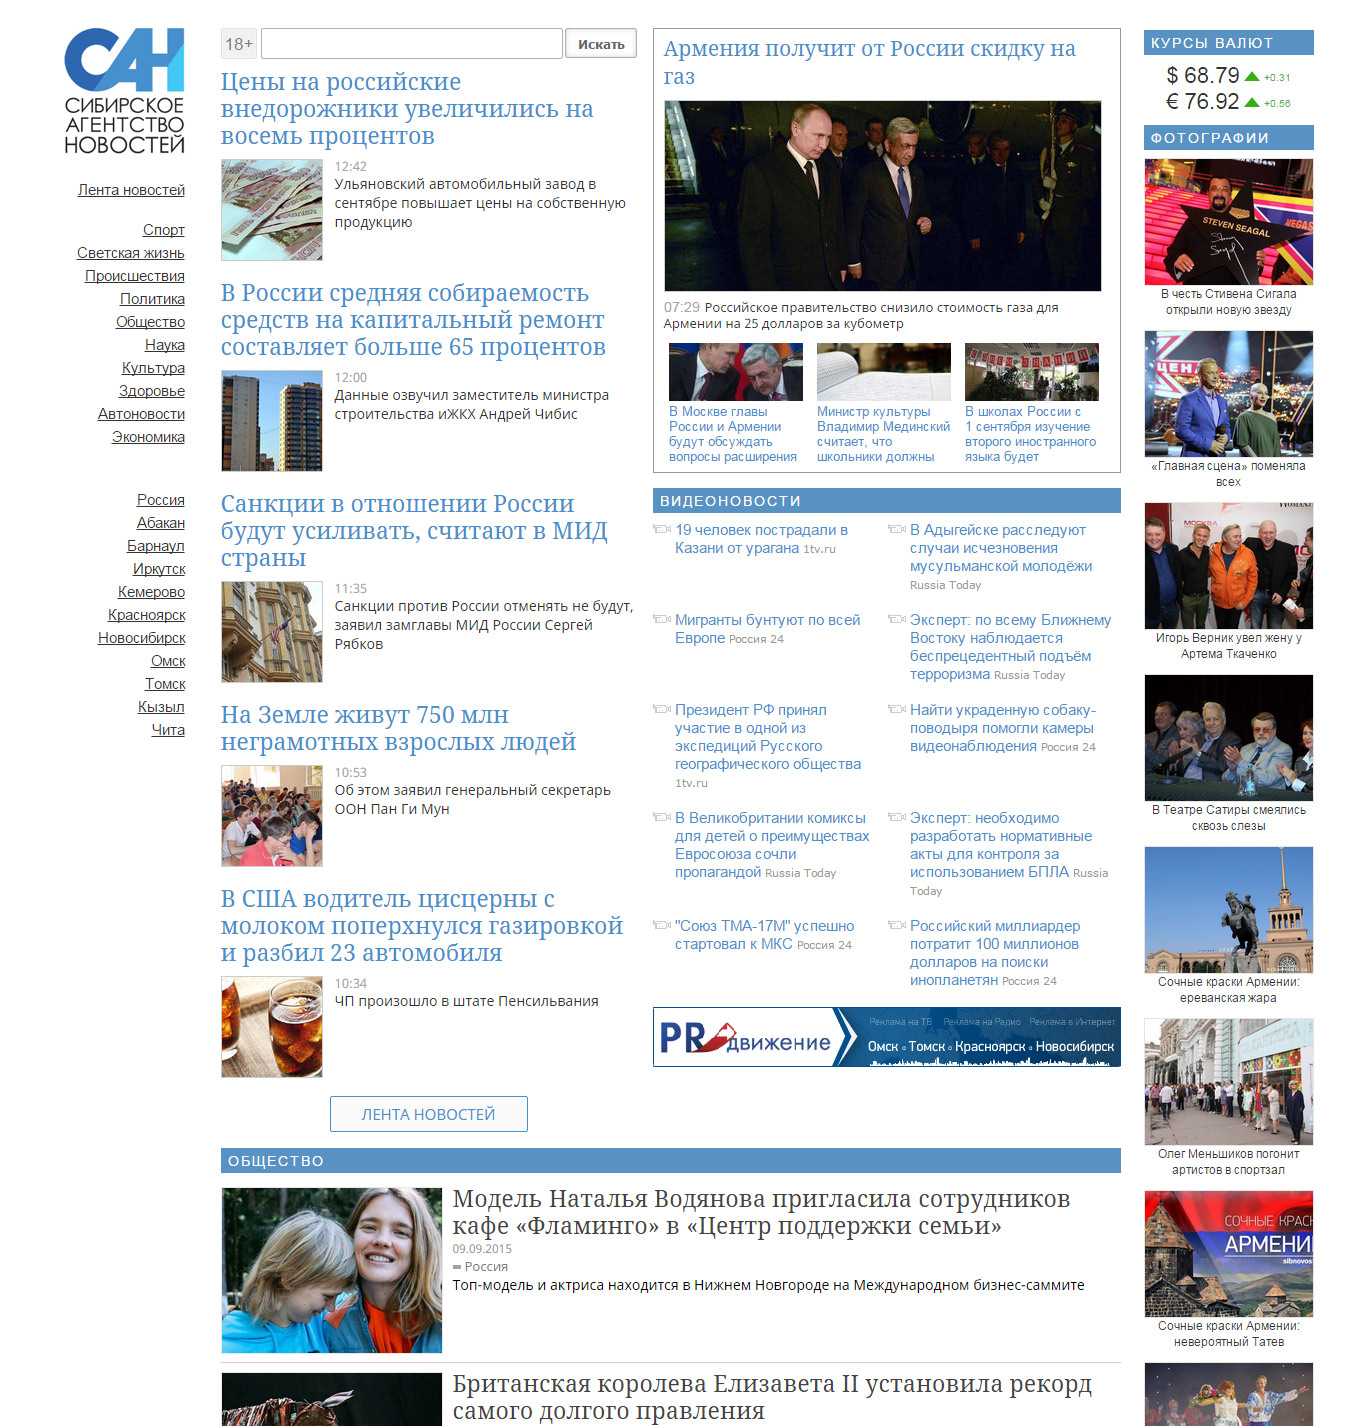 САН
СИБИРСКОЕ
АГЕНТСТВО
НОВОСТЕЙ
Лента новостей
Спорт
Светская жизнь
Происшествия
Политика
Общество
Наука
Культура
Здоровье
Автоновости
Экономика
Россия
Абакан
Барнаул
Иркутск
Кемерово
Красноярск
Новосибирск
Омск
Томск
Кызыл
Чита
18+
Искать
Цены на российские
внедорожники увеличились на
восемь процентов
12:42
Ульяновский автомобильный завод в
сентябре повышает цены на собственную
продукцию
В России средняя собираемость
средств на капитальный ремонт
составляет больше 65 процентов
12:00
Данные озвучил заместитель министра
строительства иЖКХ Андрей Чибис
Санкции в отношении России
будут усиливать, считают в МИД
страны
11:35
Санкции против России отменять не будут,
заявил замглавы МИД России Сергей
Рябков
На Земле живут 750 млн
неграмотных взрослых людей
10:53
Об этом заявил генеральный секретарь
ООН Пан Ги Мун
В США водитель цисцерны с
молоком поперхнулся газировкой
и разбил 23 автомобиля
10:34
ЧП произошло в штате Пенсильвания
ЛЕНТА НОВОСТЕЙ
Армения получит от России скидку на
газ
07:29 Российское правительство снизило стоимость газа для
Армении на 25 долларов за кубометр
В Москве главы
России и Армении
будут обсуждать
вопросы расширения
Министр культуры
Владимир Мединский
считает, что
школьники должны
В школах России с
1 сентября изучение
второго иностранного
языка будет
ВИДЕОНОВОСТИ
19 человек пострадали в
Казани от урагана 1tv.ru
В Адыгейске расследуют
случаи исчезновения
мусульманской молодёжи
Russia Today
Мигранты бунтуют по всей
Европе Россия 24
Эксперт: по всему Ближнему
Востоку наблюдается
беспрецедентный подъём
терроризма Russia Today
Президент РФ принял
участие в одной из
экспедиций Русского
географического общества
1tv.ru
Найти украденную собаку-
поводыря помогли камеры
видеонаблюдения Россия 24
В Великобритании комиксы
для детей о преимуществах
Евросоюза сочли
пропагандой Russia Today
Эксперт: необходимо
разработать нормативные
акты для контроля за
использованием БПЛА Russia
Today
"Союз ТМА-17М" успешно
стартовал к МКС Россия 24
Российский миллиардер
потратит 100 миллионов
долларов на поиски
инопланетян Россия 24
PRдвижение
Реклама на ТВ Реклама на Радио Реклама в Интернет
Омск Томск Красноярск Новосибирск
ОБЩЕСТВО
Модель Наталья Водянова пригласила сотрудников
кафе «Фламинго» в «Центр поддержки семьи»
09.09.2015
Россия
Топ-модель и актриса находится в Нижнем Новгороде на Международном бизнес-саммите
Британская королева Елизавета II установила рекорд
самого долгого правления
КУРСЫ ВАЛЮТ
$ 68.79 +0.31
€ 76.92 +0.56
ФОТОГРАФИИ
STEVEN SEAGAL
VEGAS
В честь Стивена Сигала
открыли новую звезду
«Главная сцена» поменяла
всех
МОСКВА
Игорь Верник увел жену у
Артема Ткаченко
В Театре Сатиры смеялись
сквозь слезы
Сочные краски Армении:
ереванская жара
Олег Меньшиков погонит
артистов в спортзал
СОЧНЫЕ КРАСК
АРМЕНИИ
sibnovos
Сочные краски Армении:
невероятный Татев